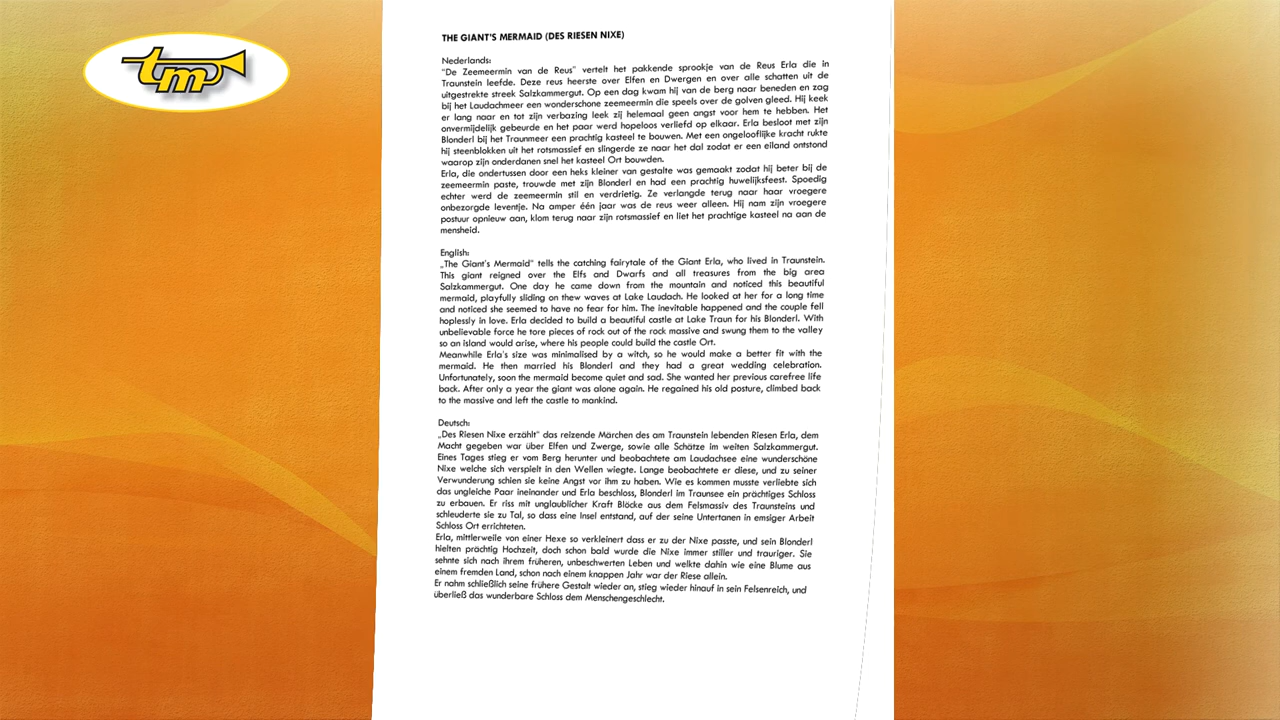 tm
THE GIANT'S MERMAID (DES RIESEN NIXE)
Nederlands:
"De Zeemeermin van de Reus" vertelt het pakkende sprookje van de Reus Erla die in
Traunstein leefde. Deze reus heerste over Elfen en Dwergen en over alle schatten uit de
uitgestrekte streek Salzkammergut. Op een dag kwam hij van de berg naar beneden en zag
bij het Laudachmeer een wonderschone zeemeermin die speels over de golven gleed. Hij keek
er lang naar en tot zijn verbazing leek zij helemaal geen angst voor hem te hebben. Het
onvermijdelijk gebeurde en het paar werd hopeloos verliefd op elkaar. Erla besloot met zijn
Blonderl bij het Traunmeer een prachtig kasteel te bouwen. Met een ongelooflijke kracht rukte
hij steenblokken uit het rotsmassief en slingerde ze naar het dal zodat er een eiland ontstond
waarop zijn onderdanen snel het kasteel Ort bouwden.
Erla, die ondertussen door een heks kleiner van gestalte was gemaakt zodat hij beter bij de
zeemeermin paste, trouwde met zijn Blonderl en had een prachtig huwelijksfeest. Spoedig
echter werd de zeemeermin stil en verdrietig. Ze verlangde terug naar haar vroegere
onbezorgde leventje. Na amper één jaar was de reus weer alleen. Hij nam zijn vroegere
postuur opnieuw aan, klom terug naar zijn rotsmassief en liet het prachtige kasteel na aan de
mensheid.
English:
„The Giant's Mermaid" tells the catching fairytale of the Giant Erla, who lived in Traunstein.
This giant reigned over the Elfs and Dwarfs and all treasures from the big area
Salzkammergut. One day he came down from the mountain and noticed this beautiful
mermaid, playfully sliding on thew waves at Lake Laudach. He looked at her for a long time
and noticed she seemed to have no fear for him. The inevitable happened and the couple fell
hoplessly in love. Erla decided to build a beautiful castle at Lake Traun for his Blonderl. With
unbelievable force he tore pieces of rock out of the rock massive and swung them to the valley
so an island would arise, where his people could build the castle Ort.
Meanwhile Erla's size was minimalised by a witch, so he would make a better fit with the
mermaid. He then married his Blonderl and they had a great wedding celebration.
Unfortunately, soon the mermaid become quiet and sad. She wanted her previous carefree life
back. After only a year the giant was alone again. He regained his old posture, climbed back
to the massive and left the castle to mankind.
Deutsch:
„Des Riesen Nixe erzählt" das reizende Märchen des am Traunstein lebenden Riesen Erla, dem
Macht gegeben war über Elfen und Zwerge, sowie alle Schätze im weiten Salzkammergut.
Eines Tages stieg er vom Berg herunter und beobachtete am Laudachsee eine wunderschöne
Nixe welche sich verspielt in den Wellen wiegte. Lange beobachtete er diese, und zu seiner
Verwunderung schien sie keine Angst vor ihm zu haben. Wie es kommen musste verliebte sich
das ungleiche Paar ineinander und Erla beschloss, Blonderl im Traunsee ein prächtiges Schloss
zu erbauen. Er riss mit unglaublicher Kraft Blöcke aus dem Felsmassiv des Traunsteins und
schleuderte sie zu Tal, so dass eine Insel entstand, auf der seine Untertanen in emsiger Arbeit
Schloss Ort errichteten.
Erla, mittlerweile von einer Hexe so verkleinert dass er zu der Nixe passte, und sein Blonderl
hielten prächtig Hochzeit, doch schon bald wurde die Nixe immer stiller und trauriger. Sie
sehnte sich nach ihrem früheren, unbeschwerten Leben und welkte dahin wie eine Blume aus
einem fremden Land, schon nach einem knappen Jahr war der Riese allein.
Er nahm schließlich seine frühere Gestalt wieder an, stieg wieder hinauf in sein Felsenreich, und
überließ das wunderbare Schloss dem Menschengeschlecht.